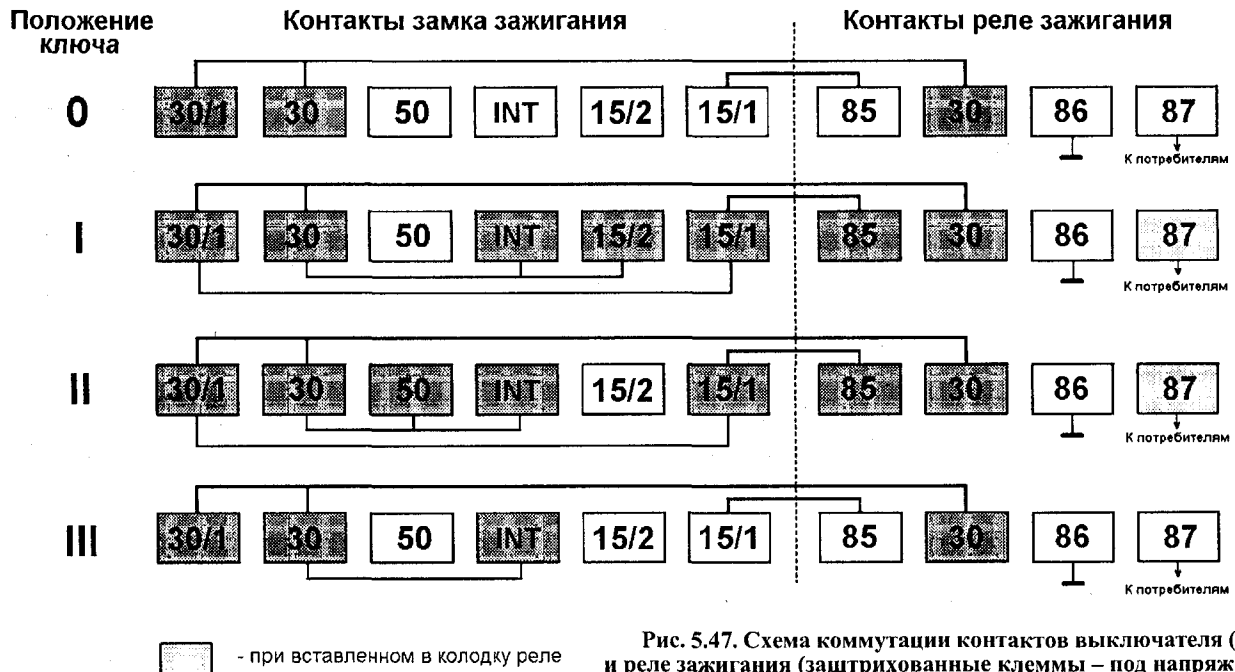 Положение ключа
Контакты замка зажигания
Контакты реле зажигания
0 30/1 30 50 INT 15/2 15/1 85 30 86 87
К потребителям
I 30/1 30 50 INT 15/2 15/1 85 30 86 87
К потребителям
II 30/1 30 50 INT 15/2 15/1 85 30 86 87
К потребителям
III 30/1 30 50 INT 15/2 15/1 85 30 86 87
К потребителям
- при вставленном в колодку реле
Рис. 5.47. Схема коммутации контактов выключателя (
и реле зажигания (заштрихованные клеммы – под напряж